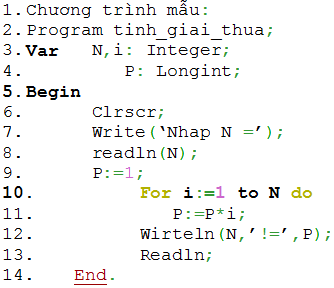 1. Chương trình mẫu:
2. Program tinh_giai_thua;
3. Var N,i: Integer;
4. P: Longint;
5. Begin
6. Clrscr;
7. Write(‘Nhap N =’);
8. readln(N);
9. P:=1;
10. For i:=1 to N do
11. P:=P*i;
12. Wirteln(N,’!=’,P);
13. Readln;
14. End.